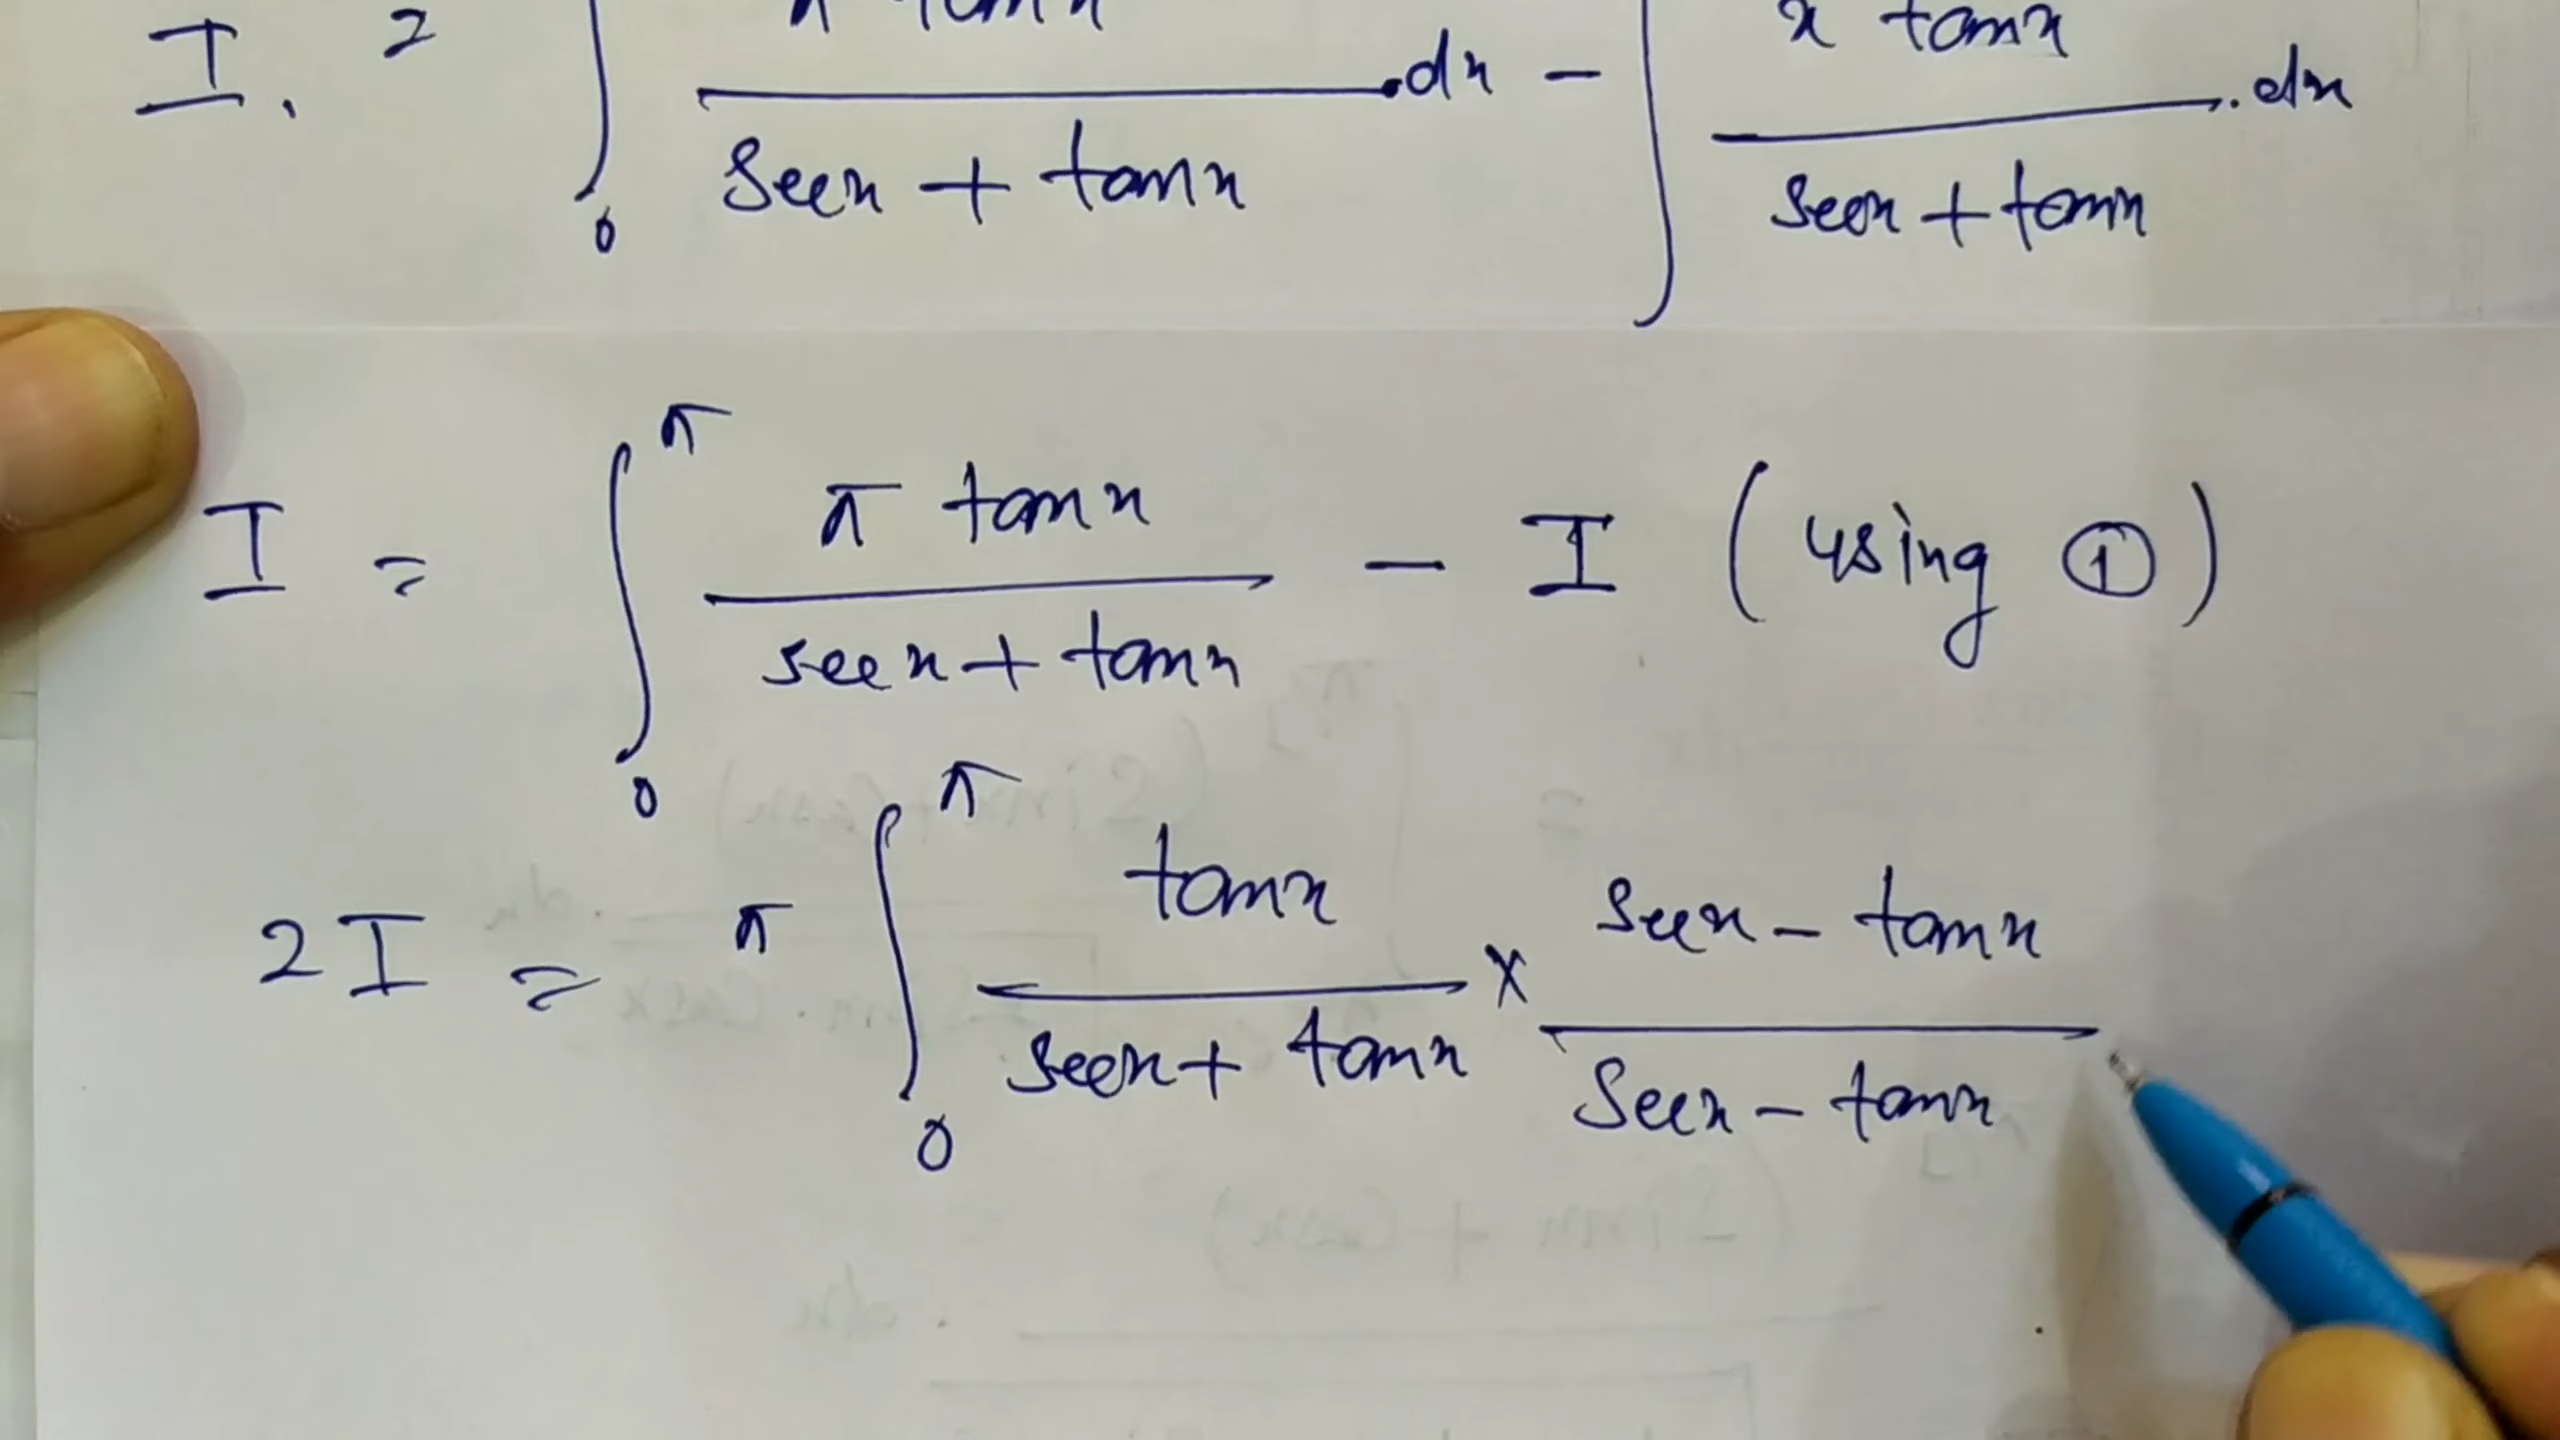 I = ∫₀ π tanx / secx + tanx .dx − ∫ x tanx / secx + tanx .dx
I = ∫₀^π π tanx / secx + tanx − I (using ①)
2I = π ∫₀^π tanx / secx + tanx × secx − tanx / secx − tanx